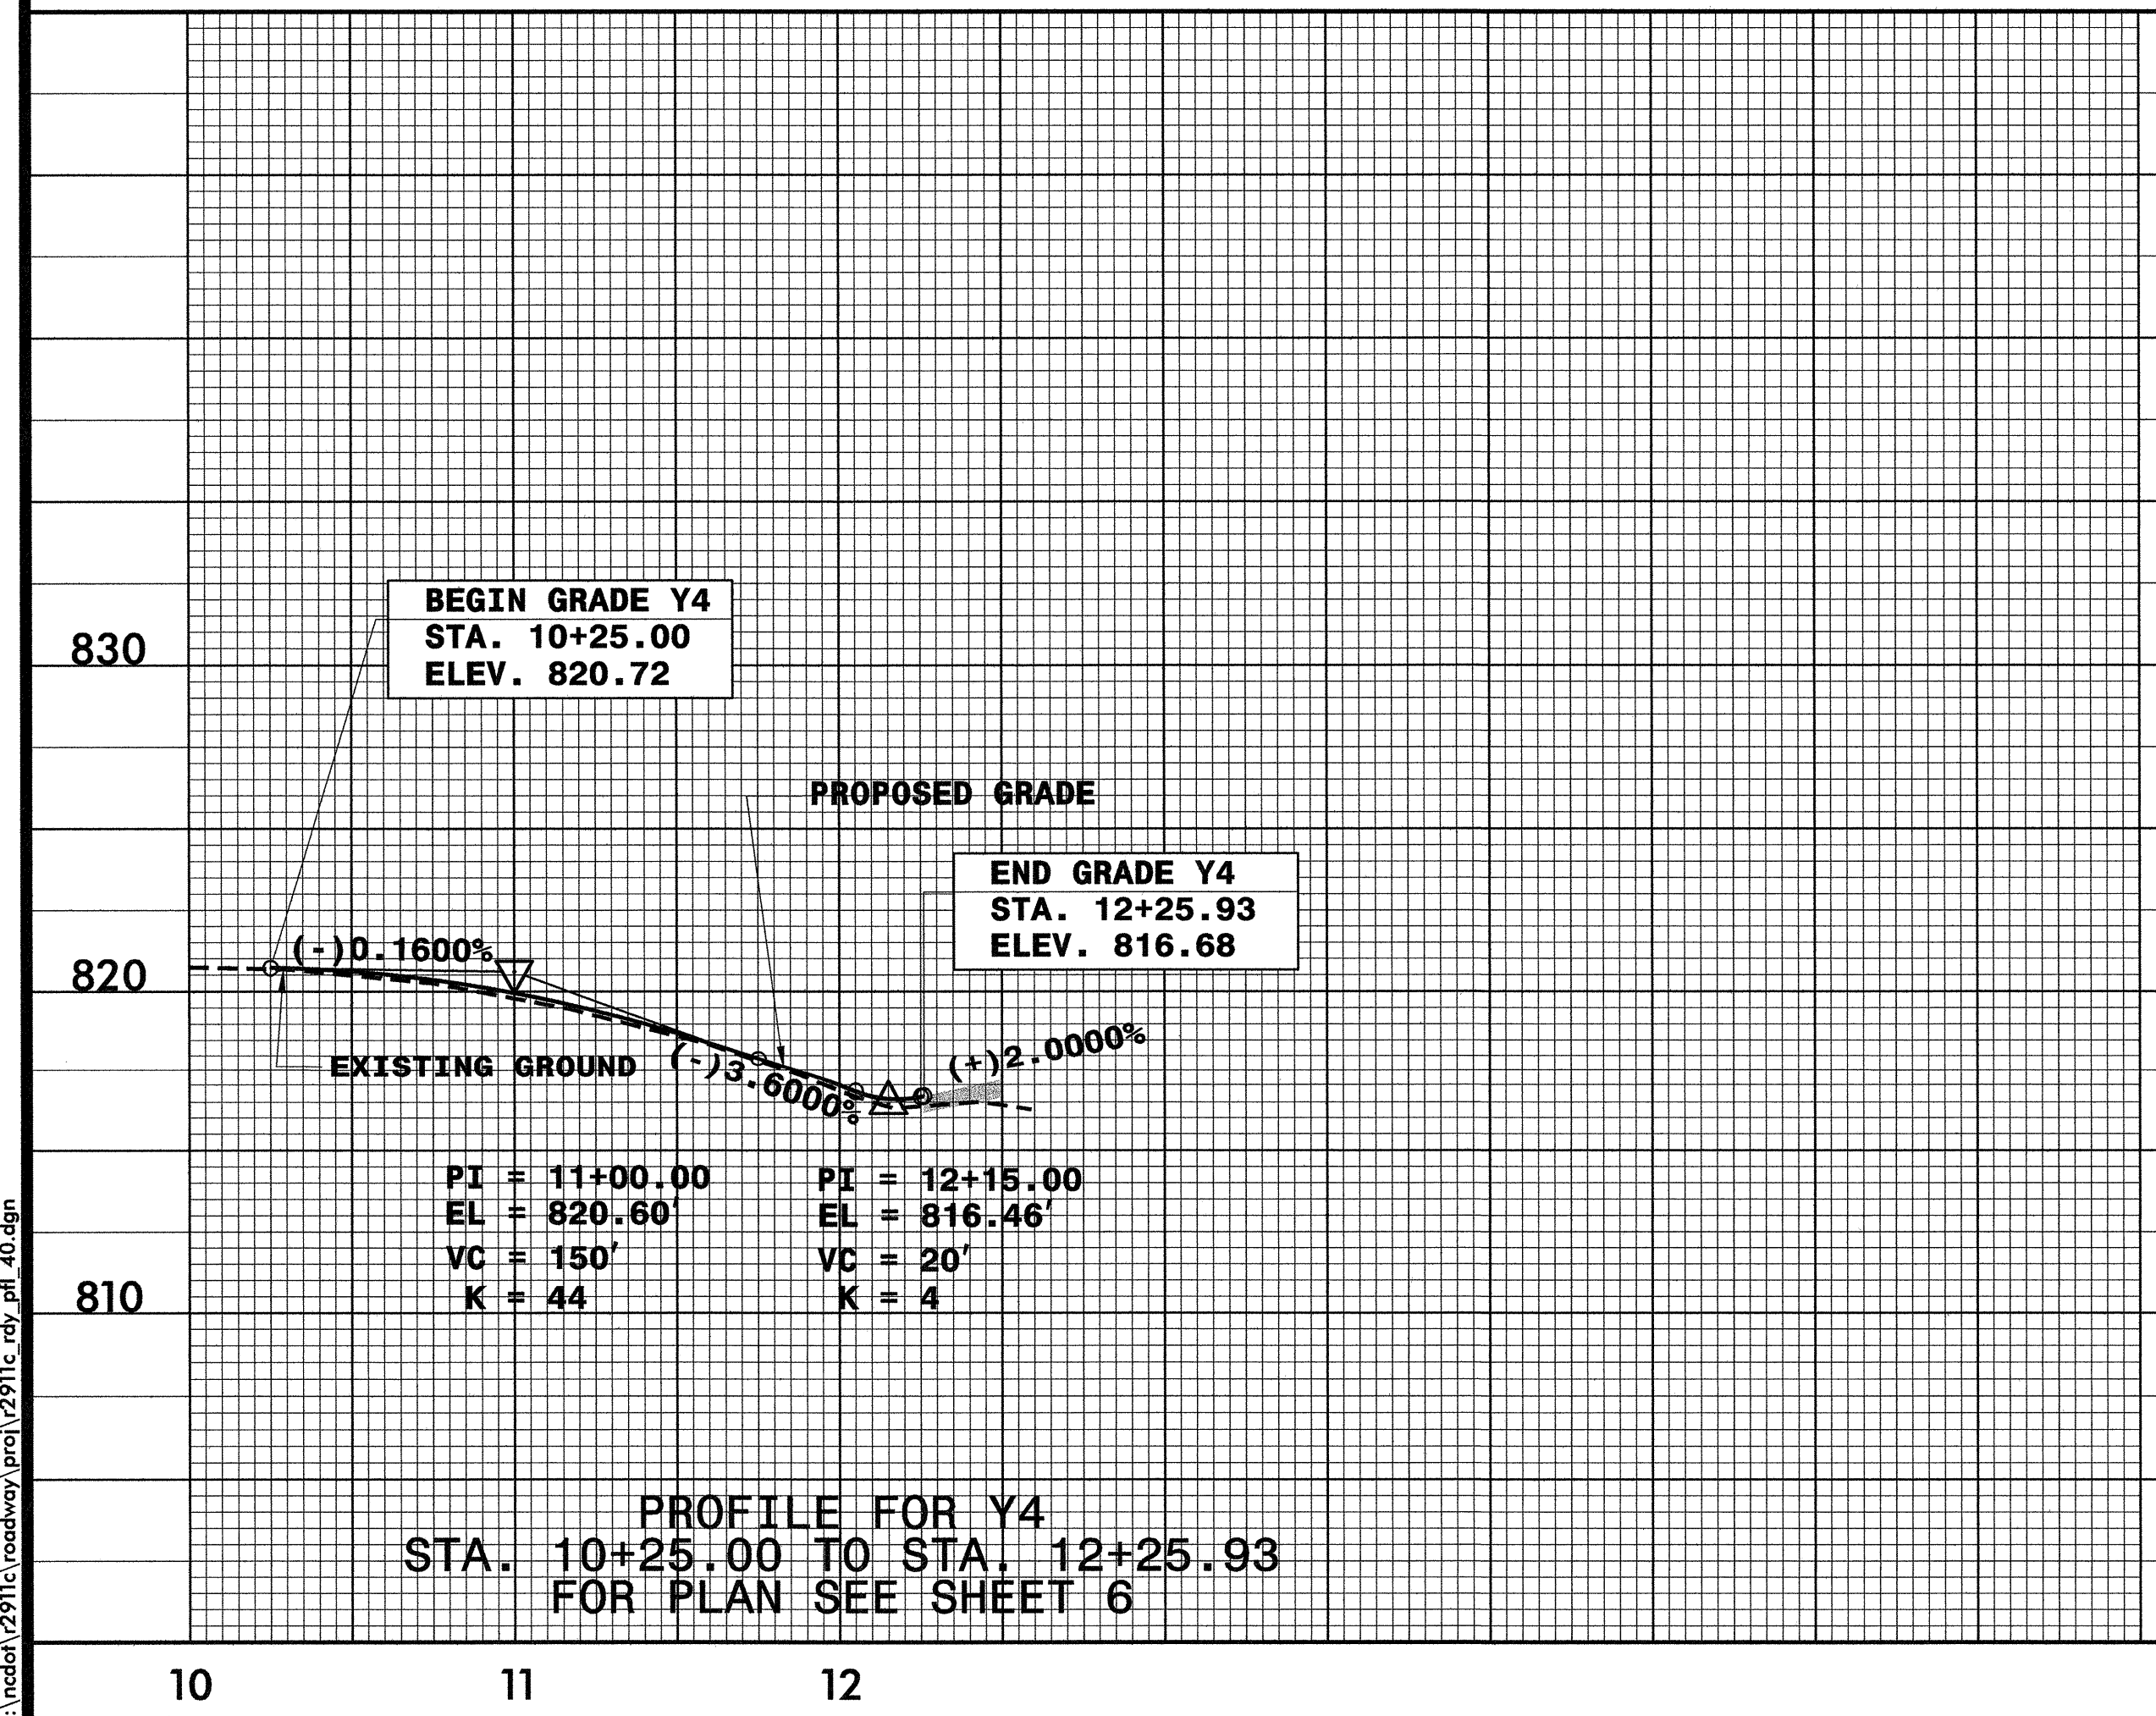 BEGIN GRADE Y4
STA. 10+25.00
ELEV. 820.72
830
PROPOSED GRADE
END GRADE Y4
STA. 12+25.93
ELEV. 816.68
(-)0.1600%
820
(+)2.0000%
EXISTING GROUND
(-)3.6000%
PI = 11+00.00
EL = 820.60'
VC = 150'
K = 44
PI = 12+15.00
EL = 816.46'
VC = 20'
K = 4
810
PROFILE FOR Y4
STA. 10+25.00 TO STA. 12+25.93
FOR PLAN SEE SHEET 6
10 11 12
:\ncdot\r2911c\roadway\proj\r2911c_rdy_pfl_40.dgn